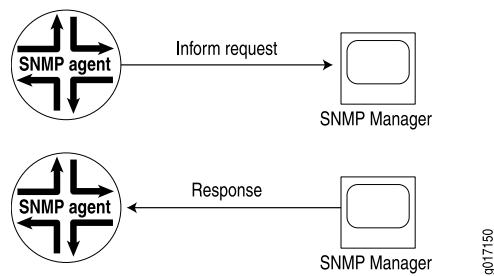 Inform request
SNMP agent
SNMP Manager
Response
SNMP agent
SNMP Manager
g017150